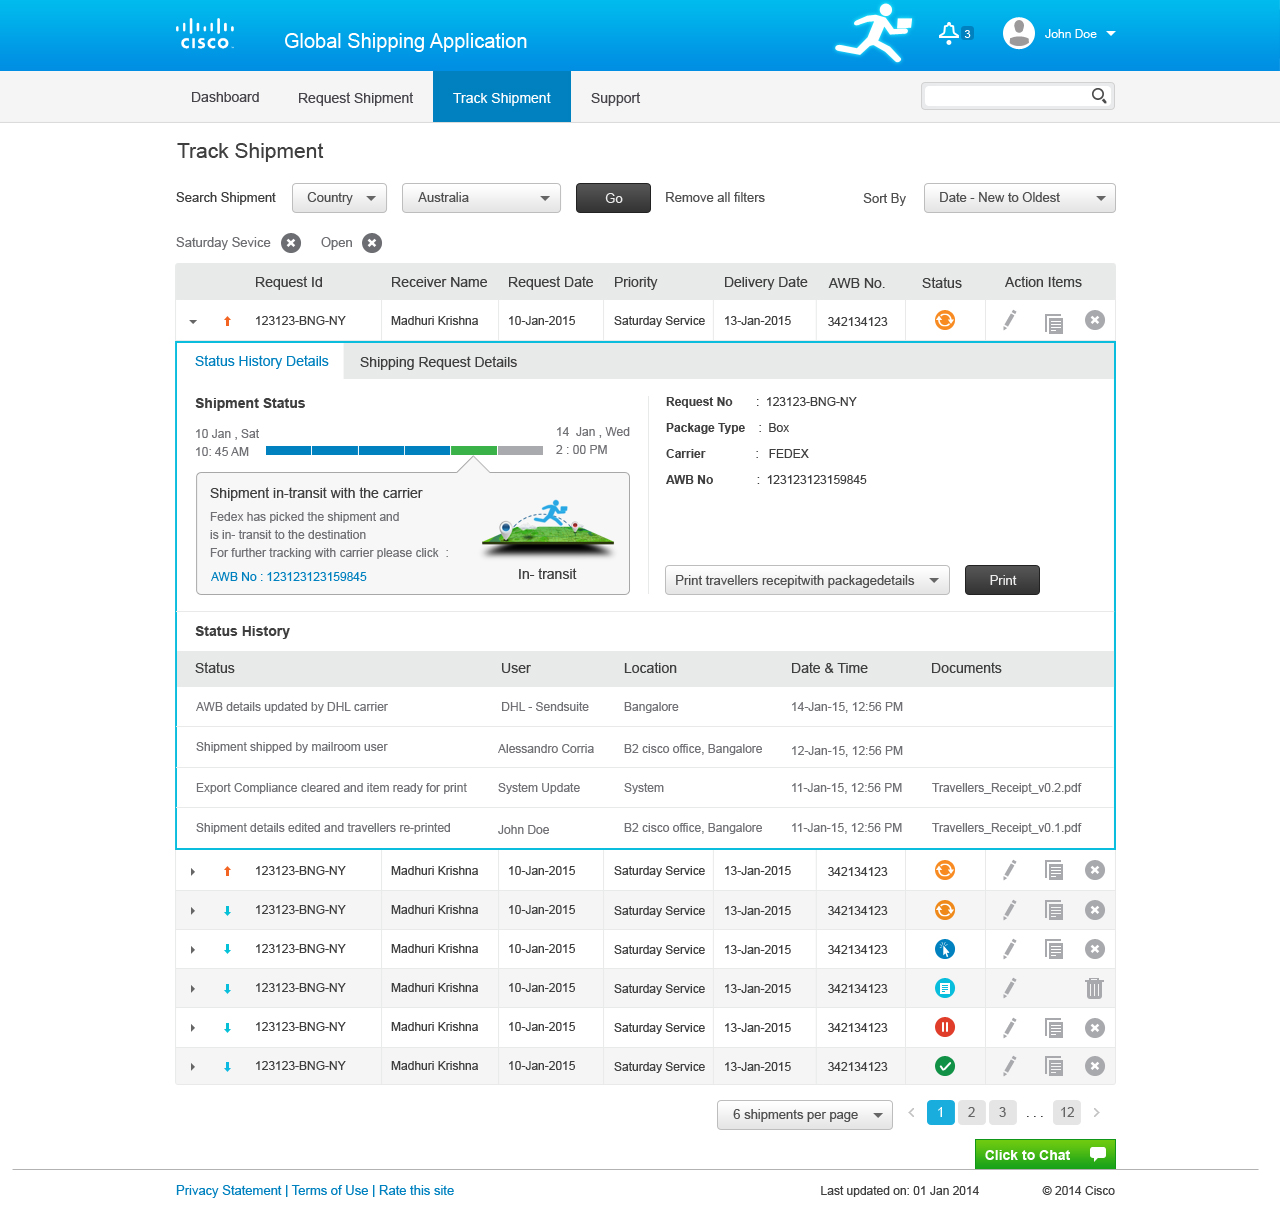 cisco
Global Shipping Application
3
John Doe
Dashboard
Request Shipment
Track Shipment
Support
Track Shipment
Search Shipment
Country
Australia
Go
Remove all filters
Sort By
Date - New to Oldest
Saturday Sevice
Open
Request Id Receiver Name Request Date Priority Delivery Date AWB No. Status Action Items
123123-BNG-NY Madhuri Krishna 10-Jan-2015 Saturday Service 13-Jan-2015 342134123
Status History Details
Shipping Request Details
Shipment Status
10 Jan , Sat
10: 45 AM
14 Jan , Wed
2 : 00 PM
Shipment in-transit with the carrier
Fedex has picked the shipment and
is in- transit to the destination
For further tracking with carrier please click :
AWB No : 123123123159845
In- transit
Request No : 123123-BNG-NY
Package Type : Box
Carrier : FEDEX
AWB No : 123123123159845
Print travellers recepitwith packagedetails
Print
Status History
Status User Location Date & Time Documents
AWB details updated by DHL carrier DHL - Sendsuite Bangalore 14-Jan-15, 12:56 PM
Shipment shipped by mailroom user Alessandro Corria B2 cisco office, Bangalore 12-Jan-15, 12:56 PM
Export Compliance cleared and item ready for print System Update System 11-Jan-15, 12:56 PM Travellers_Receipt_v0.2.pdf
Shipment details edited and travellers re-printed John Doe B2 cisco office, Bangalore 11-Jan-15, 12:56 PM Travellers_Receipt_v0.1.pdf
123123-BNG-NY Madhuri Krishna 10-Jan-2015 Saturday Service 13-Jan-2015 342134123
123123-BNG-NY Madhuri Krishna 10-Jan-2015 Saturday Service 13-Jan-2015 342134123
123123-BNG-NY Madhuri Krishna 10-Jan-2015 Saturday Service 13-Jan-2015 342134123
123123-BNG-NY Madhuri Krishna 10-Jan-2015 Saturday Service 13-Jan-2015 342134123
123123-BNG-NY Madhuri Krishna 10-Jan-2015 Saturday Service 13-Jan-2015 342134123
123123-BNG-NY Madhuri Krishna 10-Jan-2015 Saturday Service 13-Jan-2015 342134123
6 shipments per page
< 1 2 3 . . . 12 >
Click to Chat
Privacy Statement | Terms of Use | Rate this site
Last updated on: 01 Jan 2014
© 2014 Cisco